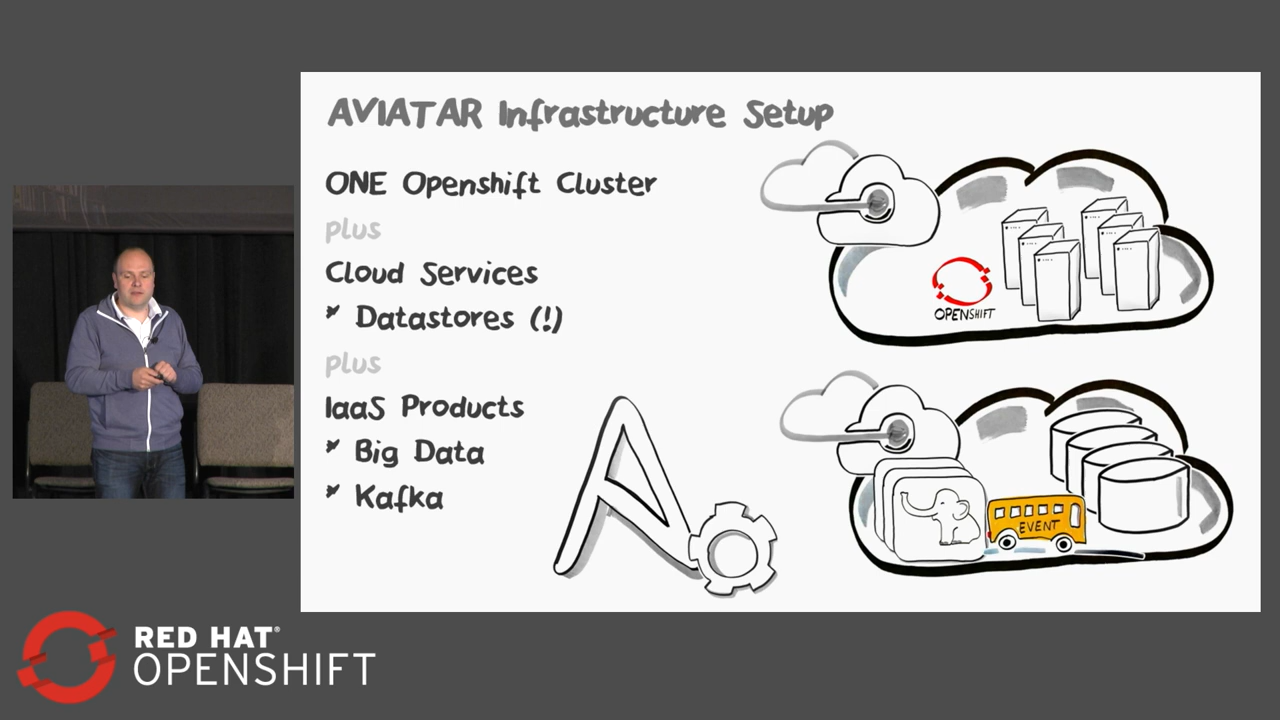 AVIATAR Infrastructure Setup
ONE Openshift Cluster
plus
Cloud Services
* Datastores (!)
plus
IaaS Products
* Big Data
* Kafka
OPENSHIFT
EVENT
RED HAT®
OPENSHIFT